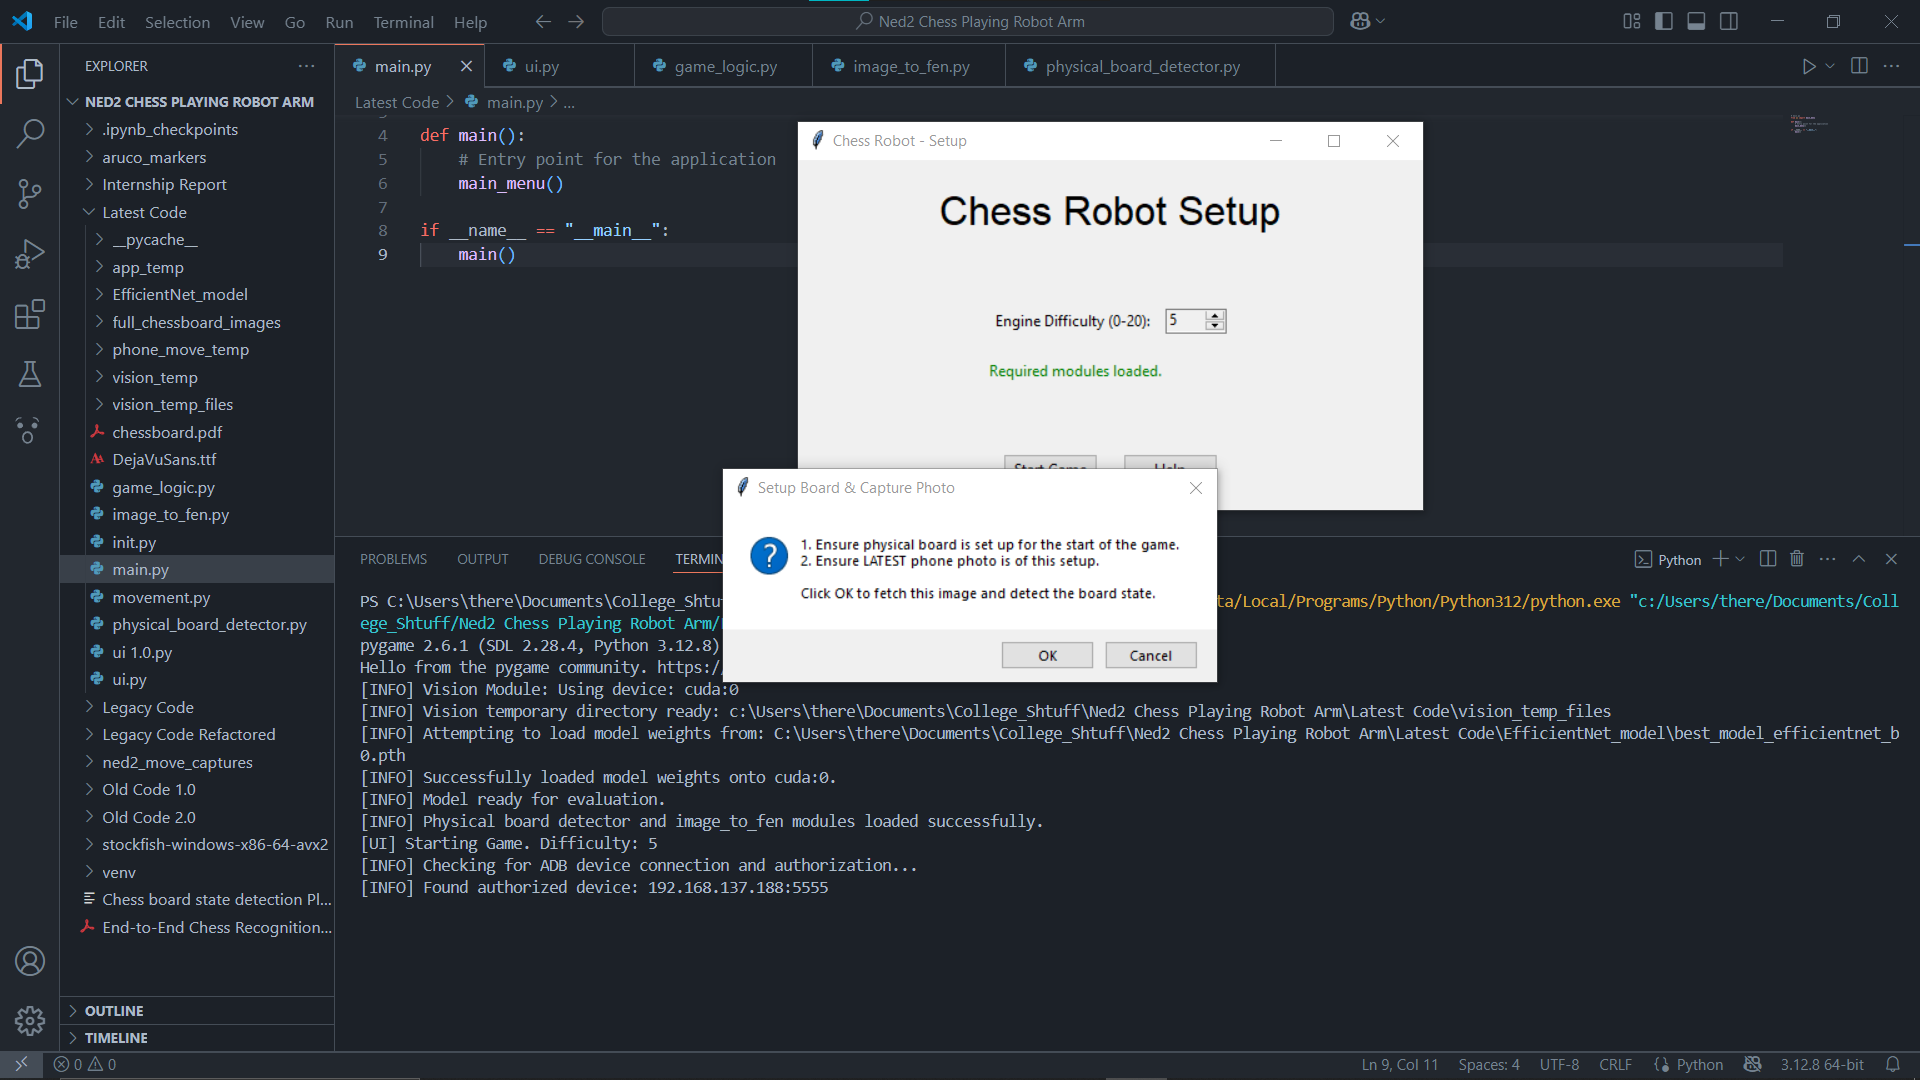 File Edit Selection View Go Run Terminal Help
Ned2 Chess Playing Robot Arm
EXPLORER
NED2 CHESS PLAYING ROBOT ARM
.ipynb_checkpoints
aruco_markers
Internship Report
Latest Code
__pycache__
app_temp
EfficientNet_model
full_chessboard_images
phone_move_temp
vision_temp
vision_temp_files
chessboard.pdf
DejaVuSans.ttf
game_logic.py
image_to_fen.py
init.py
main.py
movement.py
physical_board_detector.py
ui 1.0.py
ui.py
Legacy Code
Legacy Code Refactored
ned2_move_captures
Old Code 1.0
Old Code 2.0
stockfish-windows-x86-64-avx2
venv
Chess board state detection Pl...
End-to-End Chess Recognition...
OUTLINE
TIMELINE
main.py ui.py game_logic.py image_to_fen.py physical_board_detector.py
Latest Code > main.py > ...
4 def main():
5 # Entry point for the application
6 main_menu()
7
8 if __name__ == "__main__":
9 main()
Chess Robot - Setup
Chess Robot Setup
Engine Difficulty (0-20): 5
Required modules loaded.
Start Game Help
Setup Board & Capture Photo
1. Ensure physical board is set up for the start of the game.
2. Ensure LATEST phone photo is of this setup.
Click OK to fetch this image and detect the board state.
OK Cancel
PROBLEMS OUTPUT DEBUG CONSOLE TERMIN
Python
PS C:\Users\there\Documents\College_Shtu ta/Local/Programs/Python/Python312/python.exe "c:/Users/there/Documents/Coll
ege_Shtuff/Ned2 Chess Playing Robot Arm/
pygame 2.6.1 (SDL 2.28.4, Python 3.12.8)
Hello from the pygame community. https:/
[INFO] Vision Module: Using device: cuda:0
[INFO] Vision temporary directory ready: c:\Users\there\Documents\College_Shtuff\Ned2 Chess Playing Robot Arm\Latest Code\vision_temp_files
[INFO] Attempting to load model weights from: C:\Users\there\Documents\College_Shtuff\Ned2 Chess Playing Robot Arm\Latest Code\EfficientNet_model\best_model_efficientnet_b
0.pth
[INFO] Successfully loaded model weights onto cuda:0.
[INFO] Model ready for evaluation.
[INFO] Physical board detector and image_to_fen modules loaded successfully.
[UI] Starting Game. Difficulty: 5
[INFO] Checking for ADB device connection and authorization...
[INFO] Found authorized device: 192.168.137.188:5555
0 0
Ln 9, Col 11 Spaces: 4 UTF-8 CRLF Python 3.12.8 64-bit